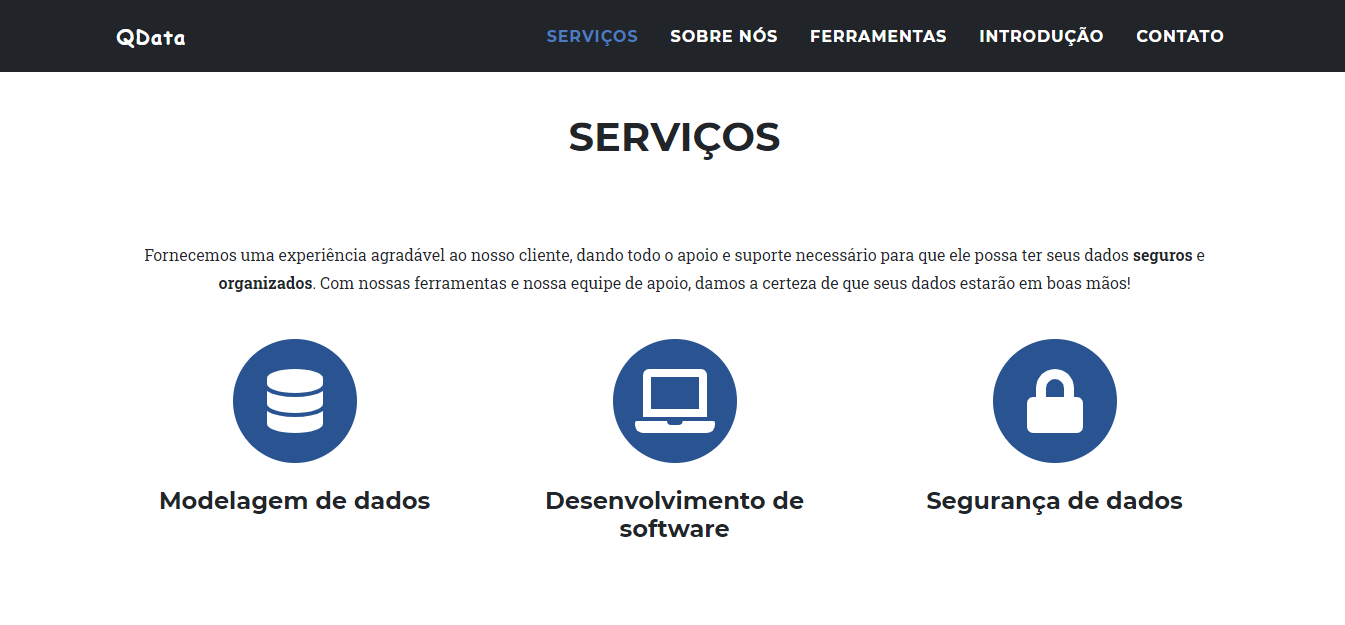 QData
SERVIÇOS SOBRE NÓS FERRAMENTAS INTRODUÇÃO CONTATO
SERVIÇOS
Fornecemos uma experiência agradável ao nosso cliente, dando todo o apoio e suporte necessário para que ele possa ter seus dados seguros e
organizados. Com nossas ferramentas e nossa equipe de apoio, damos a certeza de que seus dados estarão em boas mãos!
Modelagem de dados
Desenvolvimento de
software
Segurança de dados